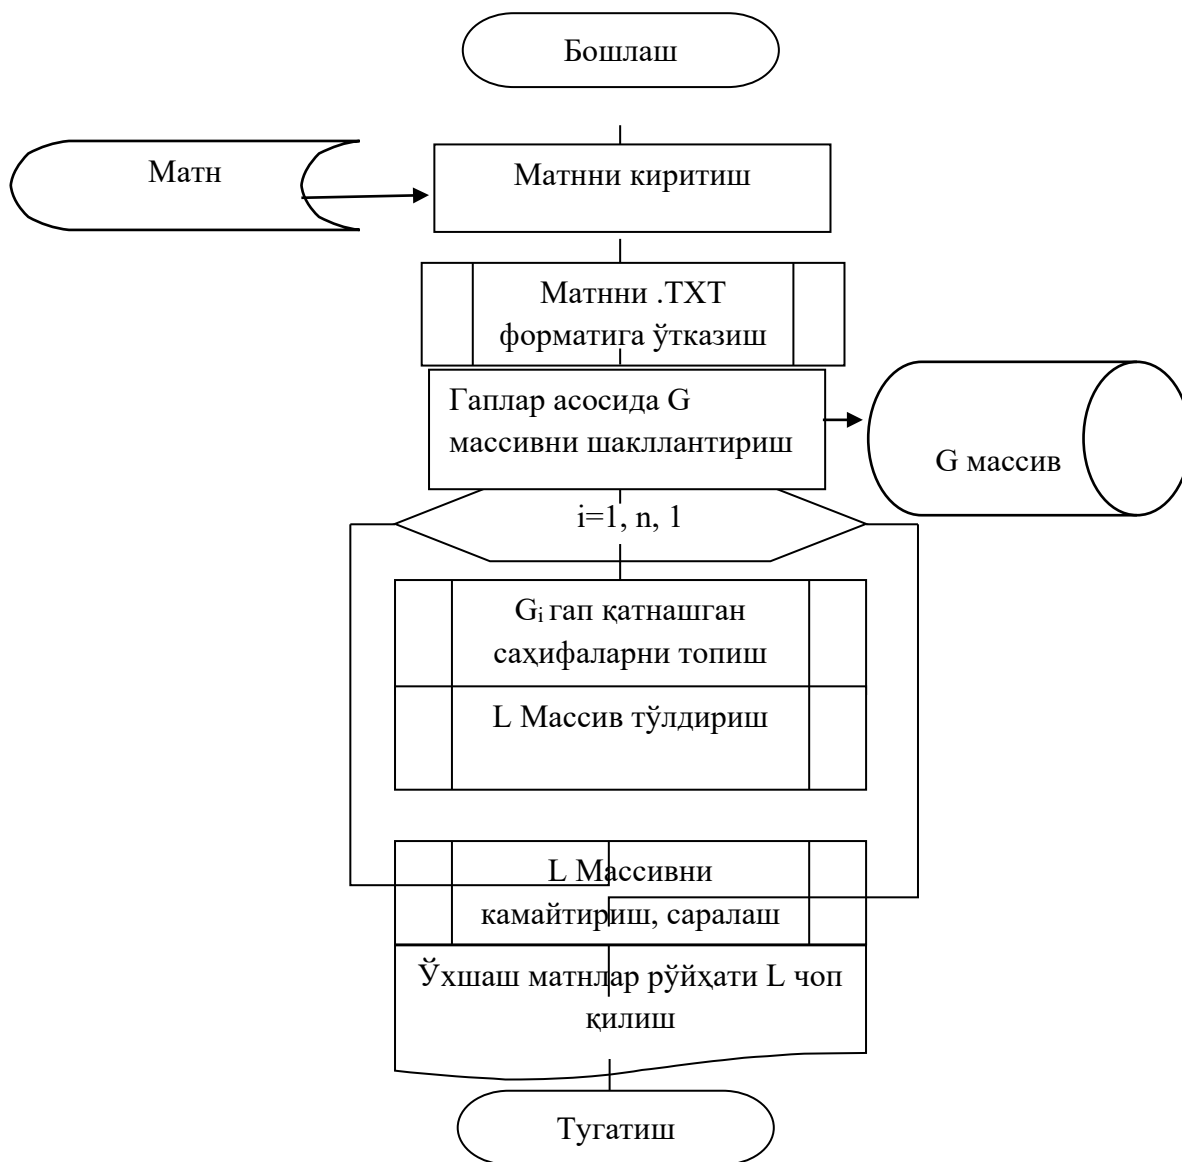 Бошлаш
Матн
Матнни киритиш
Матнни .TXT
форматига ўтказиш
Гаплар асосида G
массивни шакллантириш
G массив
i=1, n, 1
Gi гап қатнашган
саҳифаларни топиш
L Массив тўлдириш
L Массивни
камайтириш, саралаш
Ўхшаш матнлар рўйҳати L чоп
қилиш
Тугатиш